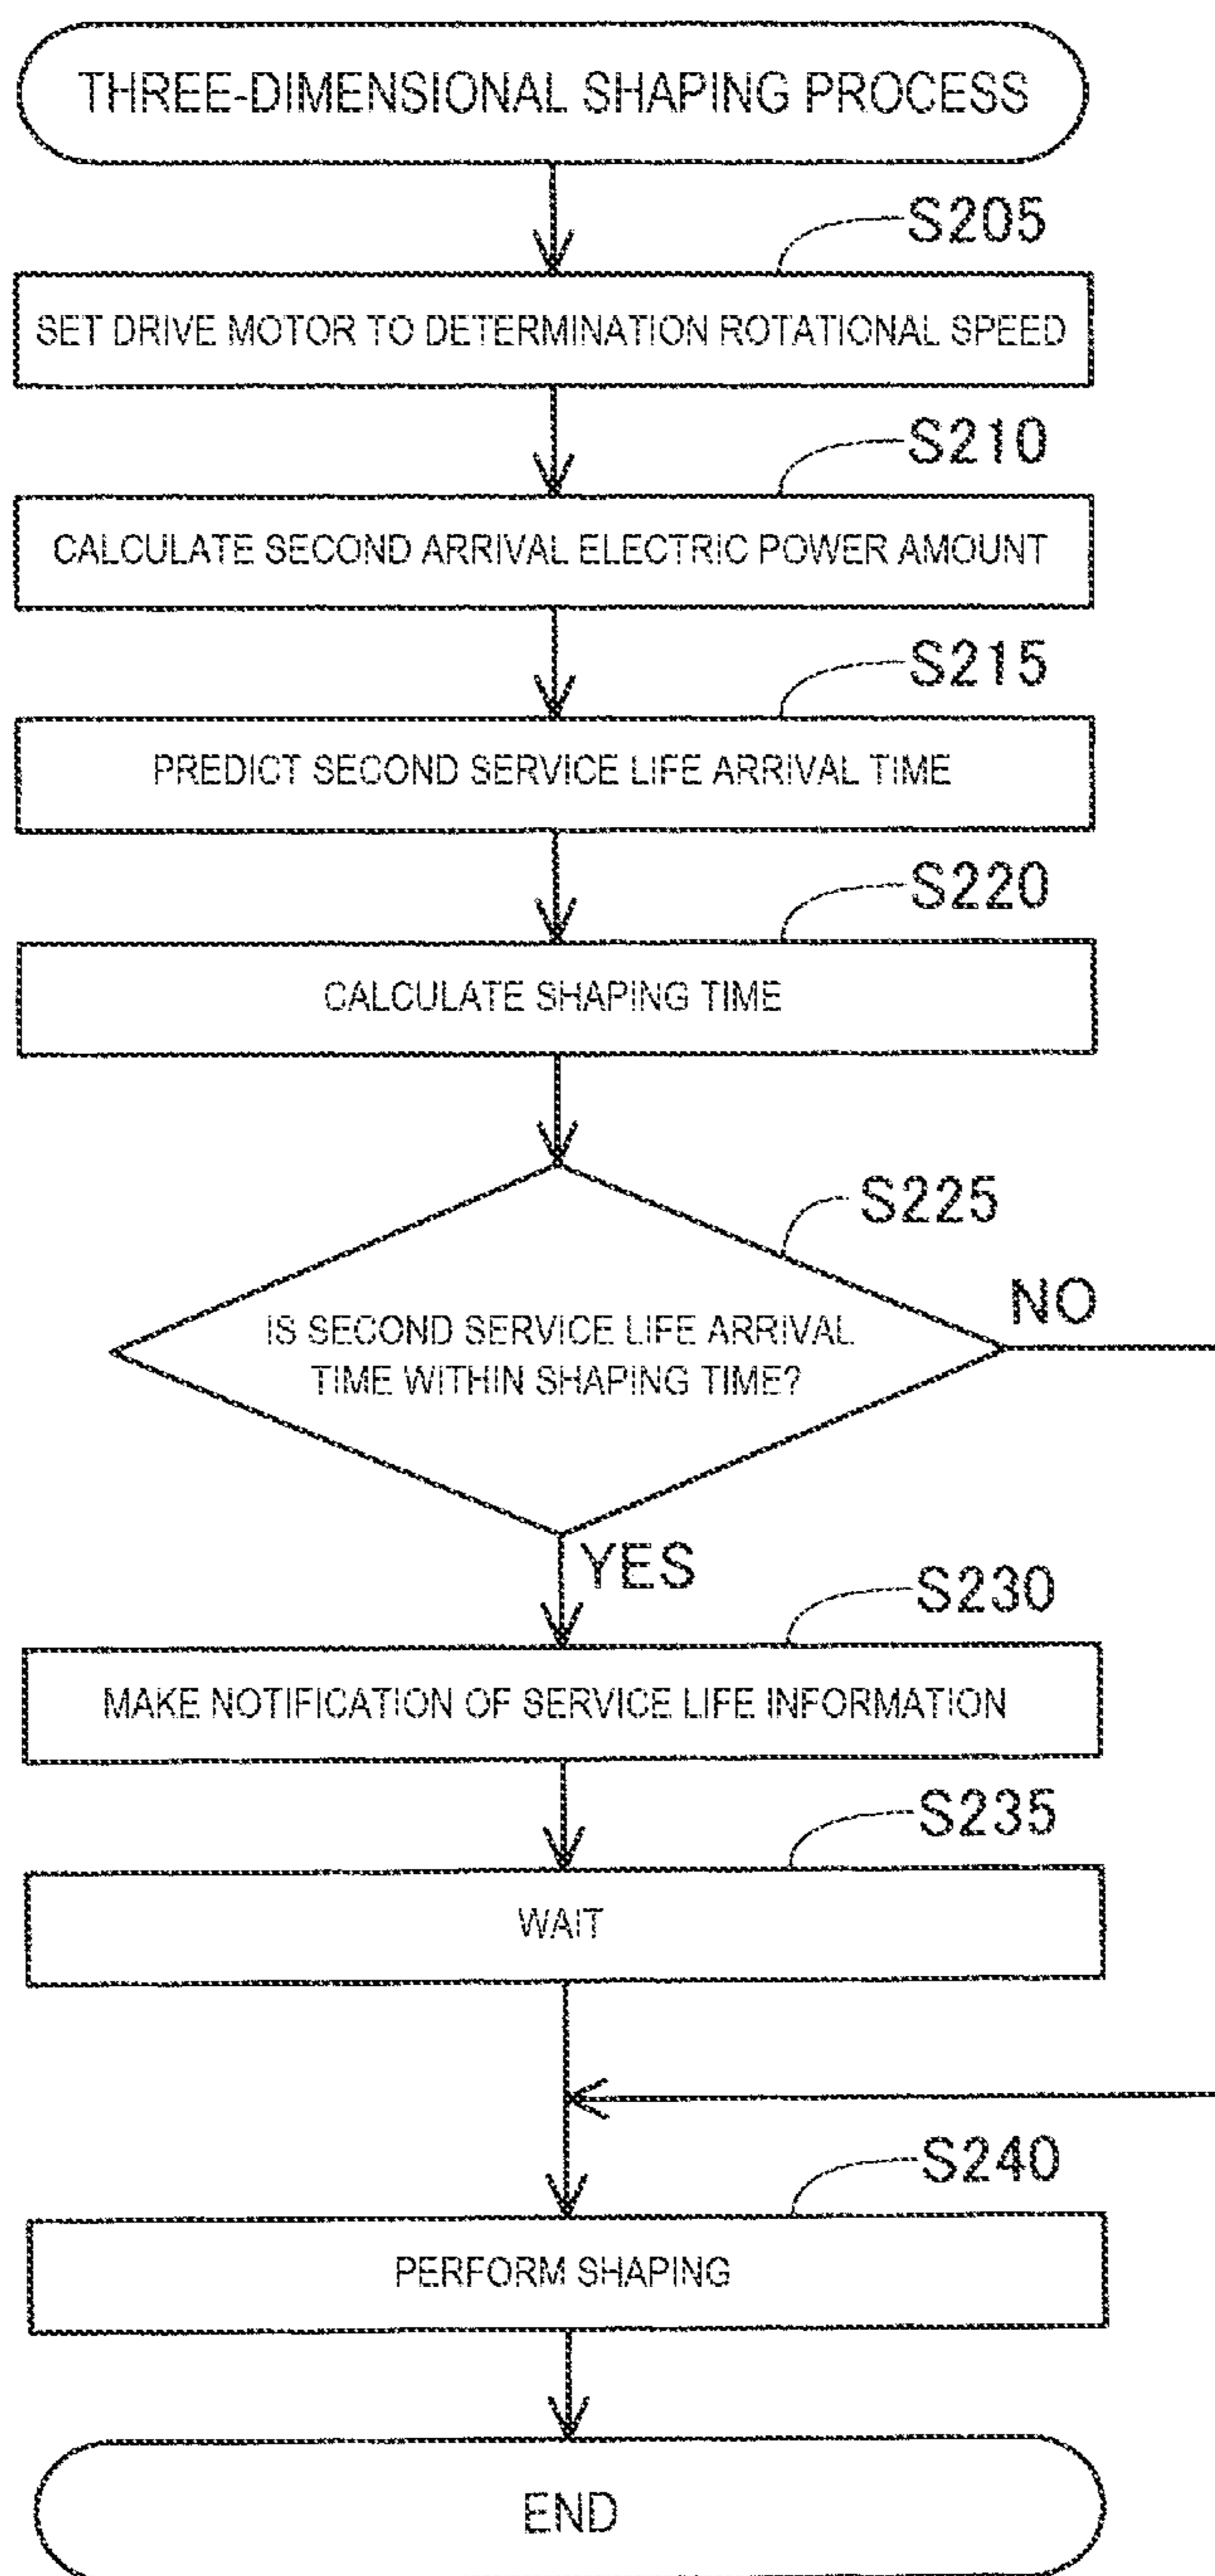 THREE-DIMENSIONAL SHAPING PROCESS
S205
SET DRIVE MOTOR TO DETERMINATION ROTATIONAL SPEED
S210
CALCULATE SECOND ARRIVAL ELECTRIC POWER AMOUNT
S215
PREDICT SECOND SERVICE LIFE ARRIVAL TIME
S220
CALCULATE SHAPING TIME
S225
NO
IS SECOND SERVICE LIFE ARRIVAL
TIME WITHIN SHAPING TIME?
YES
S230
MAKE NOTIFICATION OF SERVICE LIFE INFORMATION
S235
WAIT
S240
PERFORM SHAPING
END